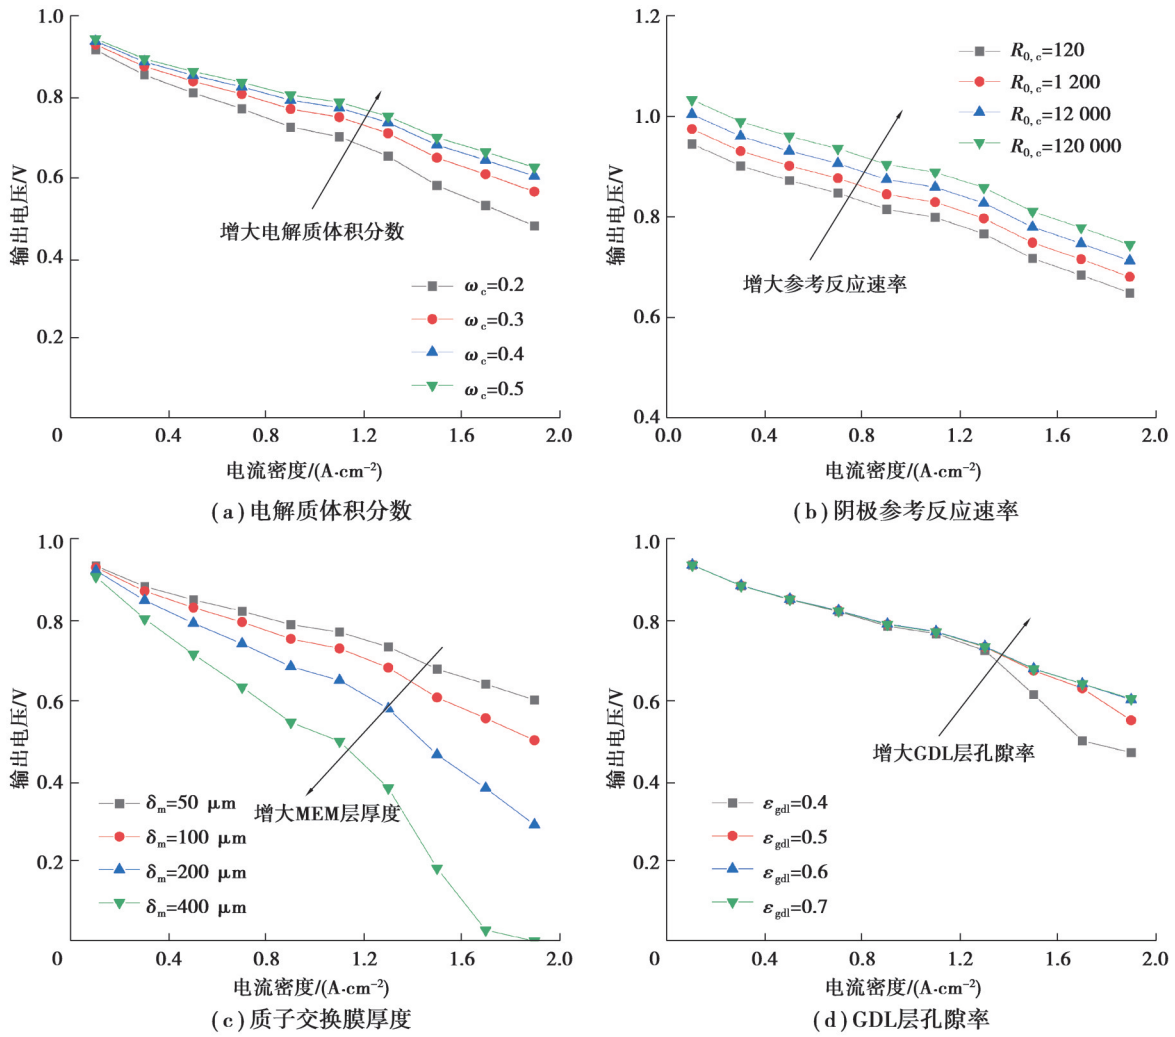 1.0
0.8
0.6
0.4
0.2
0
0.4
0.8
1.2
1.6
2.0
输出电压/V
增大电解质体积分数
ω c=0.2
ω c=0.3
ω c=0.4
ω c=0.5
电流密度/(A·cm−2)
(a)电解质体积分数
1.2
1.0
0.8
0.6
0.4
0.0
0.4
0.8
1.2
1.6
2.0
输出电压/V
R0, c=120
R0, c=1 200
R0, c=12 000
R0, c=120 000
增大参考反应速率
电流密度/(A·cm−2)
(b)阴极参考反应速率
1.0
0.8
0.6
0.4
0.2
0
0.4
0.8
1.2
1.6
2.0
输出电压/V
增大MEM层厚度
δm=50 μm
δm=100 μm
δm=200 μm
δm=400 μm
电流密度/(A·cm−2)
(c)质子交换膜厚度
1.0
0.8
0.6
0.4
0.2
0
0.4
0.8
1.2
1.6
2.0
输出电压/V
增大GDL层孔隙率
εgdl=0.4
εgdl=0.5
εgdl=0.6
εgdl=0.7
电流密度/(A·cm−2)
(d)GDL层孔隙率